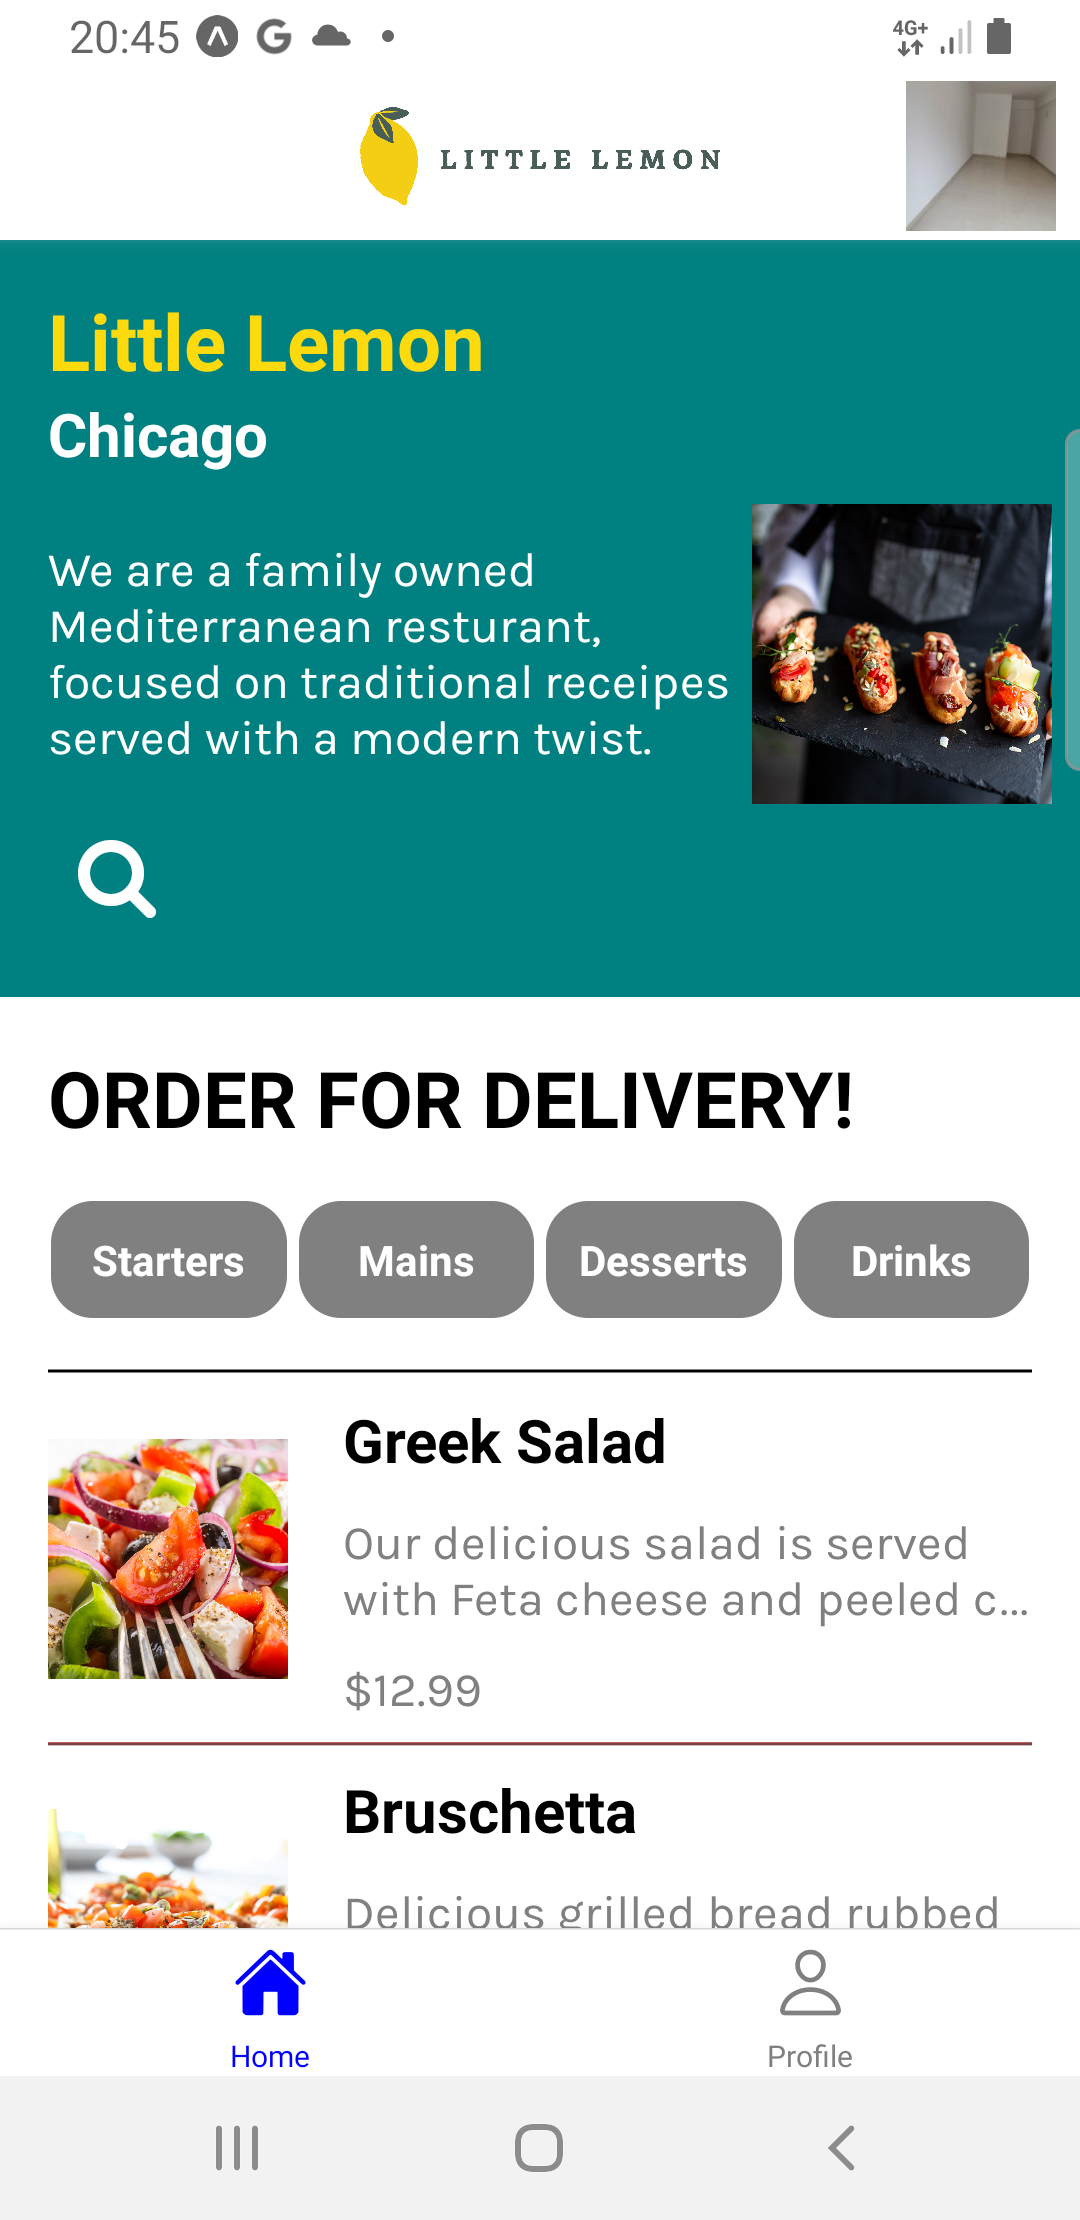 20:45
4G+
LITTLE LEMON
Little Lemon
Chicago
We are a family owned
Mediterranean resturant,
focused on traditional receipes
served with a modern twist.
ORDER FOR DELIVERY!
Starters Mains Desserts Drinks
Greek Salad
Our delicious salad is served
with Feta cheese and peeled c...
$12.99
Bruschetta
Delicious grilled bread rubbed
Home Profile